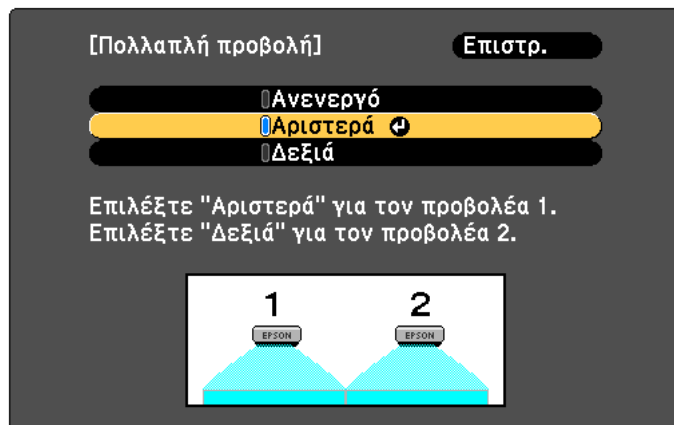 [Πολλαπλή προβολή] Επιστρ.
Ανενεργό
Αριστερά
Δεξιά
Επιλέξτε "Αριστερά" για τον προβολέα 1.
Επιλέξτε "Δεξιά" για τον προβολέα 2.
1 2
EPSON EPSON